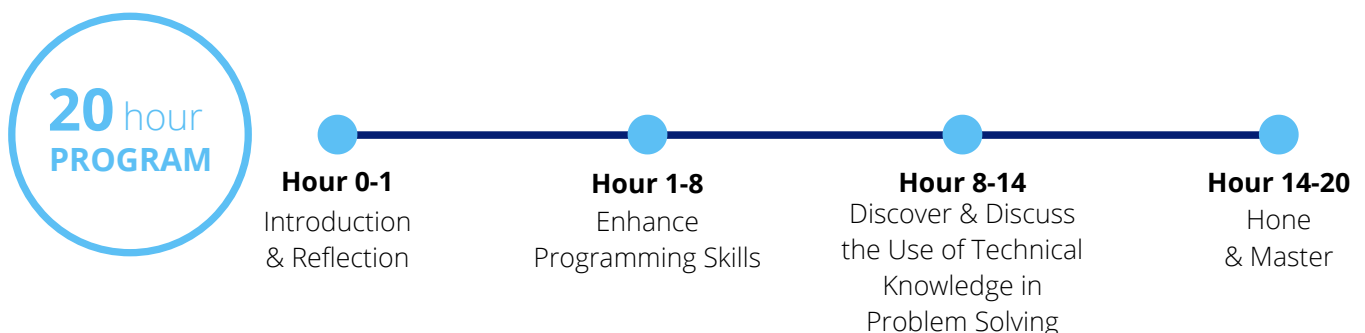 20 hour
PROGRAM
Hour 0-1
Introduction
& Reflection
Hour 1-8
Enhance
Programming Skills
Hour 8-14
Discover & Discuss
the Use of Technical
Knowledge in
Problem Solving
Hour 14-20
Hone
& Master